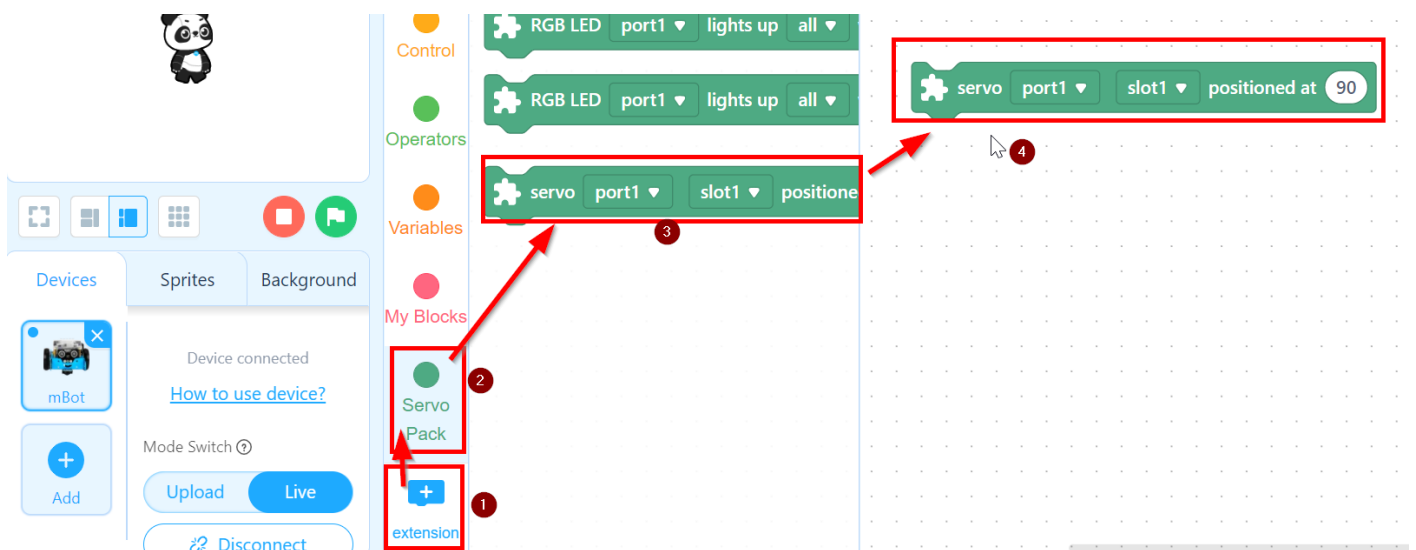 Control
Operators
Variables
My Blocks
Servo
Pack
extension
RGB LED port1 lights up all
RGB LED port1 lights up all
servo port1 slot1 positione
servo port1 slot1 positioned at 90
1
2
3
4
Devices Sprites Background
mBot
Add
Device connected
How to use device?
Mode Switch ?
Upload Live
Disconnect